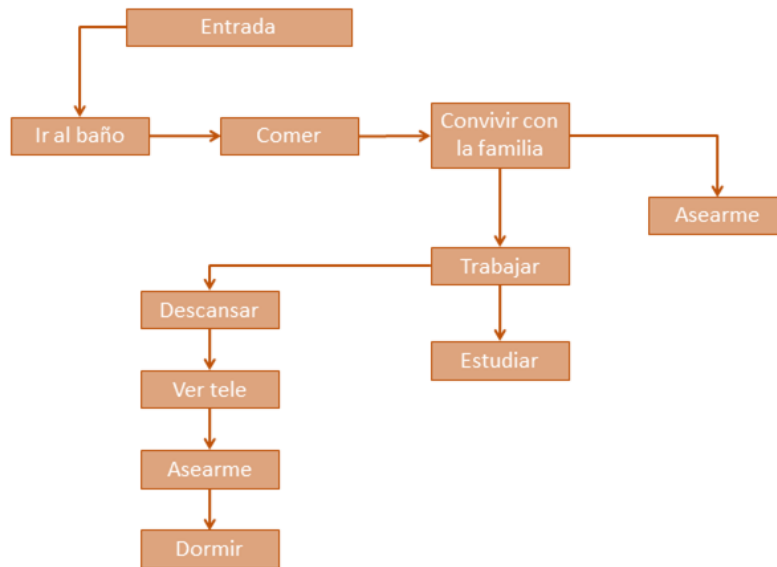 Entrada
Ir al baño
Comer
Convivir con
la familia
Asearme
Trabajar
Descansar
Estudiar
Ver tele
Asearme
Dormir